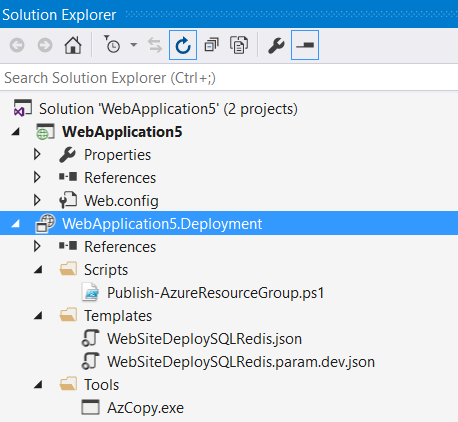 Solution Explorer
Search Solution Explorer (Ctrl+;)
Solution 'WebApplication5' (2 projects)
WebApplication5
Properties
References
Web.config
WebApplication5.Deployment
References
Scripts
Publish-AzureResourceGroup.ps1
Templates
WebSiteDeploySQLRedis.json
WebSiteDeploySQLRedis.param.dev.json
Tools
AzCopy.exe